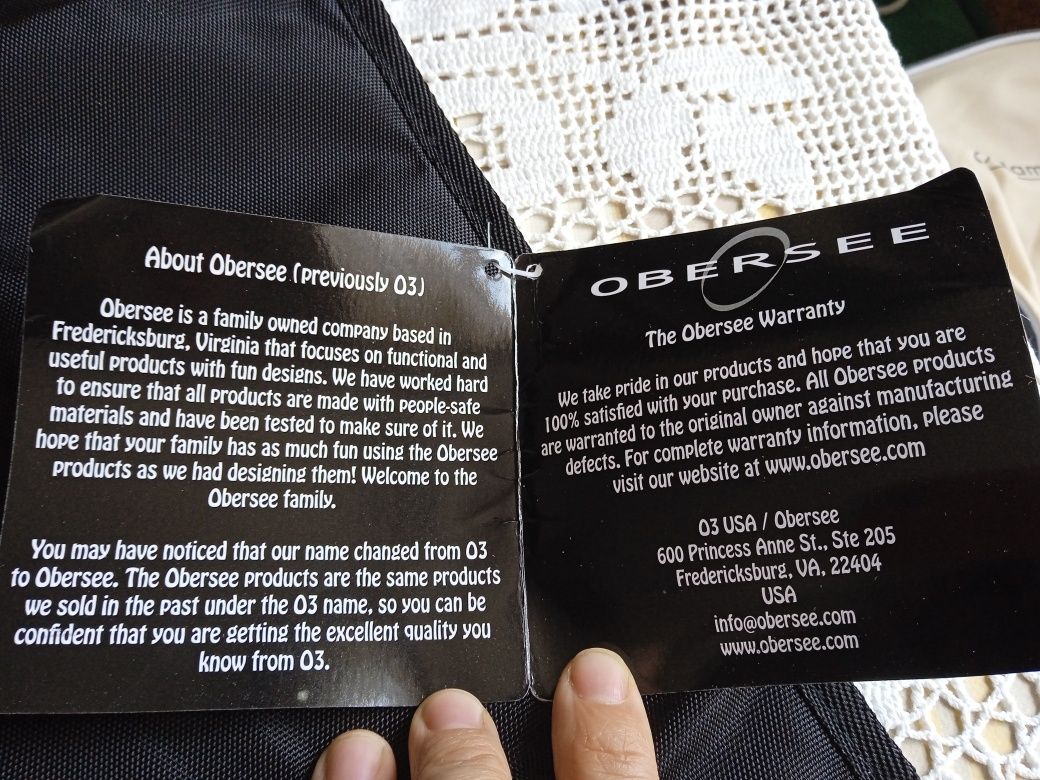 About Obersee (previously O3)
Obersee is a family owned company based in
Fredericksburg, Virginia that focuses on functional and
useful products with fun designs. We have worked hard
to ensure that all products are made with people-safe
materials and have been tested to make sure of it. We
hope that your family has as much fun using the Obersee
products as we had designing them! Welcome to the
Obersee family.
You may have noticed that our name changed from O3
to Obersee. The Obersee products are the same products
we sold in the past under the O3 name, so you can be
confident that you are getting the excellent quality you
know from O3.
OBERSEE
The Obersee Warranty
We take pride in our products and hope that you are
100% satisfied with your purchase. All Obersee products
are warranted to the original owner against manufacturing
defects. For complete warranty information, please
visit our website at www.obersee.com
O3 USA / Obersee
600 Princess Anne St., Ste 205
Fredericksburg, VA, 22404
USA
info@obersee.com
www.obersee.com